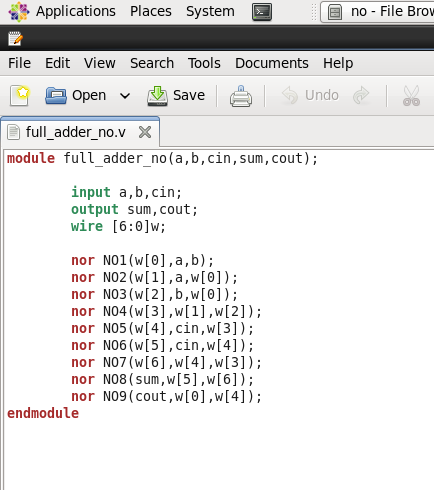 Applications Places System no - File Brow
File Edit View Search Tools Documents Help
Open Save Undo
full_adder_no.v
module full_adder_no(a,b,cin,sum,cout);
input a,b,cin;
output sum,cout;
wire [6:0]w;
nor NO1(w[0],a,b);
nor NO2(w[1],a,w[0]);
nor NO3(w[2],b,w[0]);
nor NO4(w[3],w[1],w[2]);
nor NO5(w[4],cin,w[3]);
nor NO6(w[5],cin,w[4]);
nor NO7(w[6],w[4],w[3]);
nor NO8(sum,w[5],w[6]);
nor NO9(cout,w[0],w[4]);
endmodule